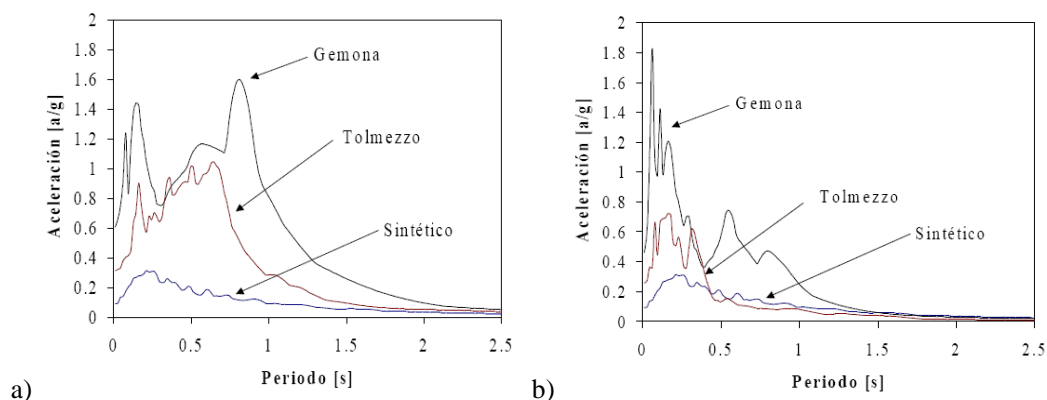 2
1.8
1.6
1.4
1.2
1
0.8
0.6
0.4
0.2
0
Aceleración [a/g]
Gemona
Tolmezzo
Sintético
0 0.5 1 1.5 2 2.5
Periodo [s]
a)
2
1.8
1.6
1.4
1.2
1
0.8
0.6
0.4
0.2
0
Aceleración [a/g]
Gemona
Tolmezzo
Sintético
0 0.5 1 1.5 2 2.5
Periodo [s]
b)